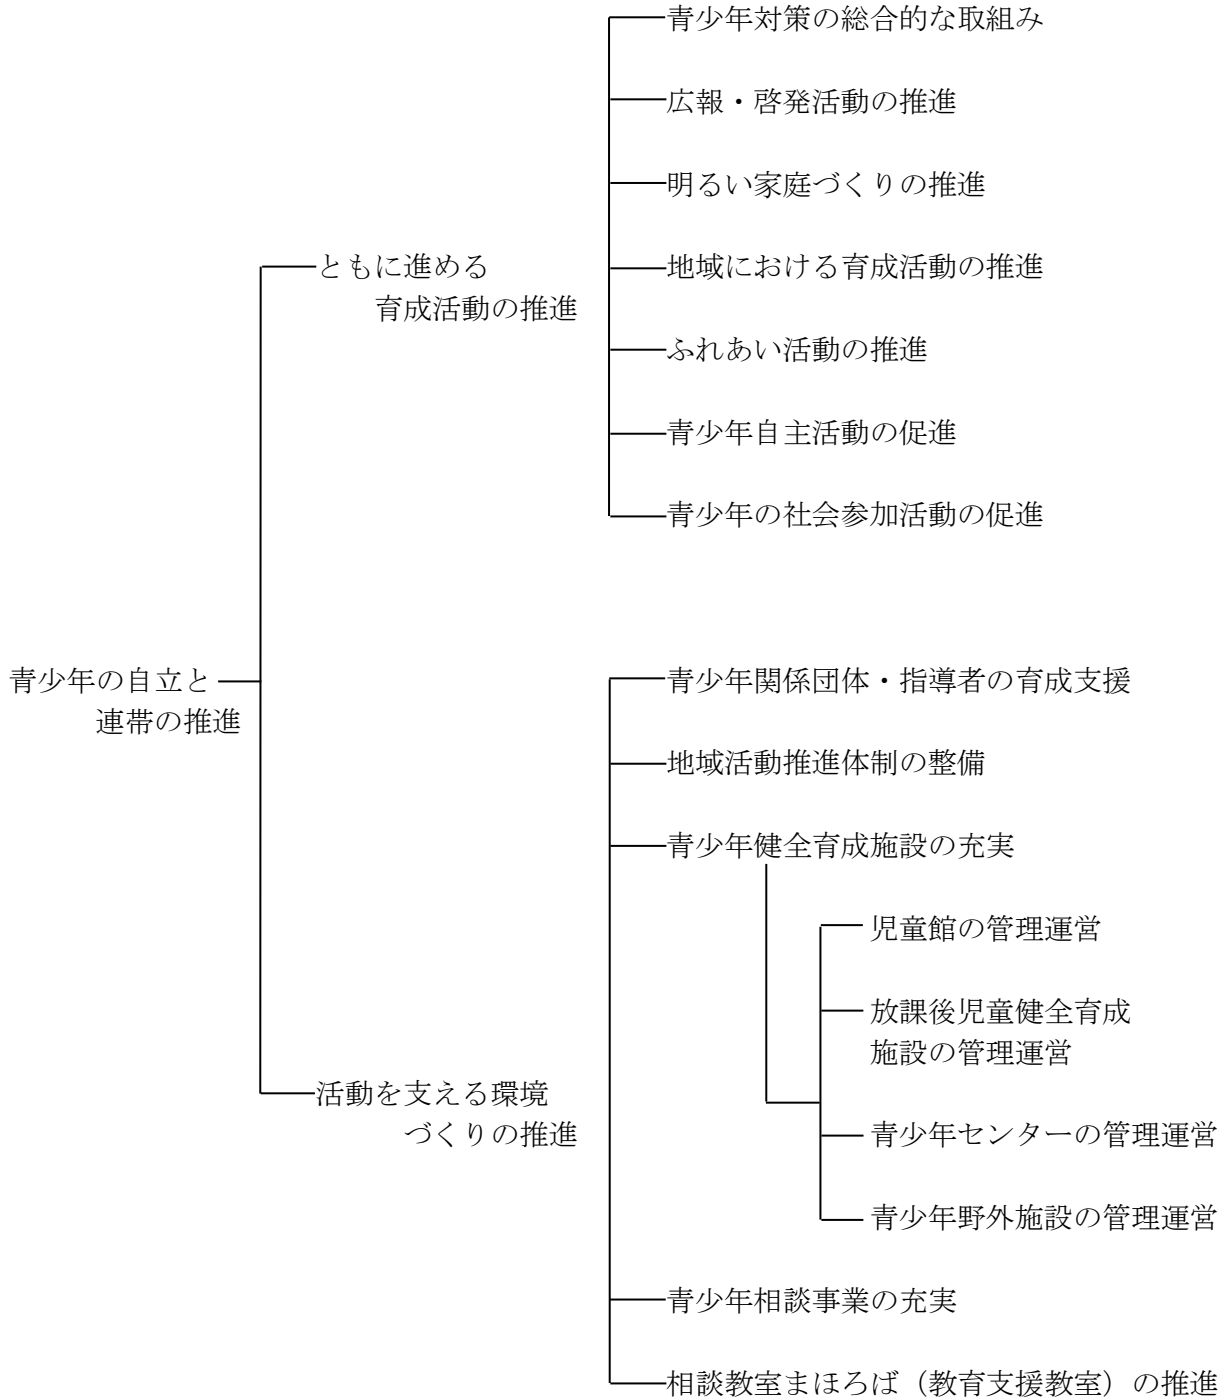 青少年の自立と
連帯の推進
ともに進める
育成活動の推進
青少年対策の総合的な取組み
広報・啓発活動の推進
明るい家庭づくりの推進
地域における育成活動の推進
ふれあい活動の推進
青少年自主活動の促進
青少年の社会参加活動の促進
活動を支える環境
づくりの推進
青少年関係団体・指導者の育成支援
地域活動推進体制の整備
青少年健全育成施設の充実
児童館の管理運営
放課後児童健全育成
施設の管理運営
青少年センターの管理運営
青少年野外施設の管理運営
青少年相談事業の充実
相談教室まほろば（教育支援教室）の推進